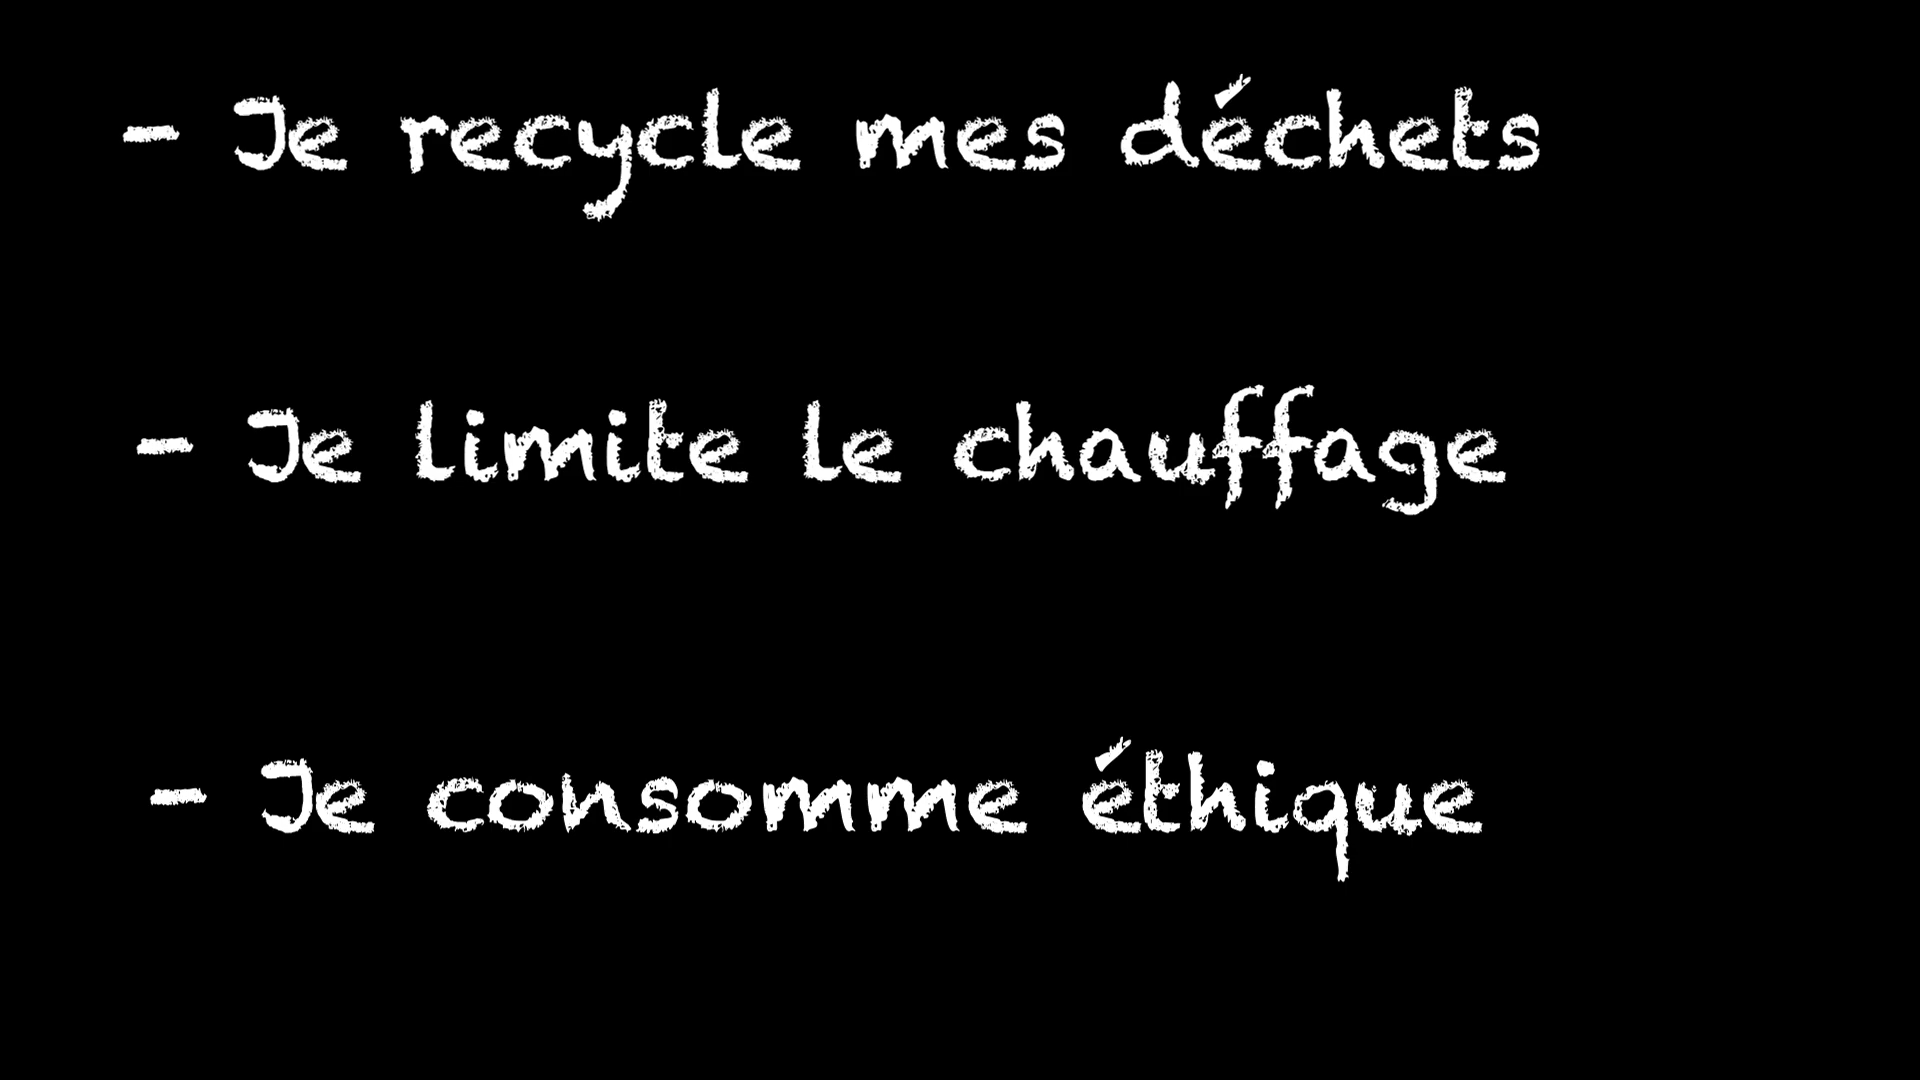 - Je recycle mes déchets
- Je limite le chauffage
- Je consomme éthique